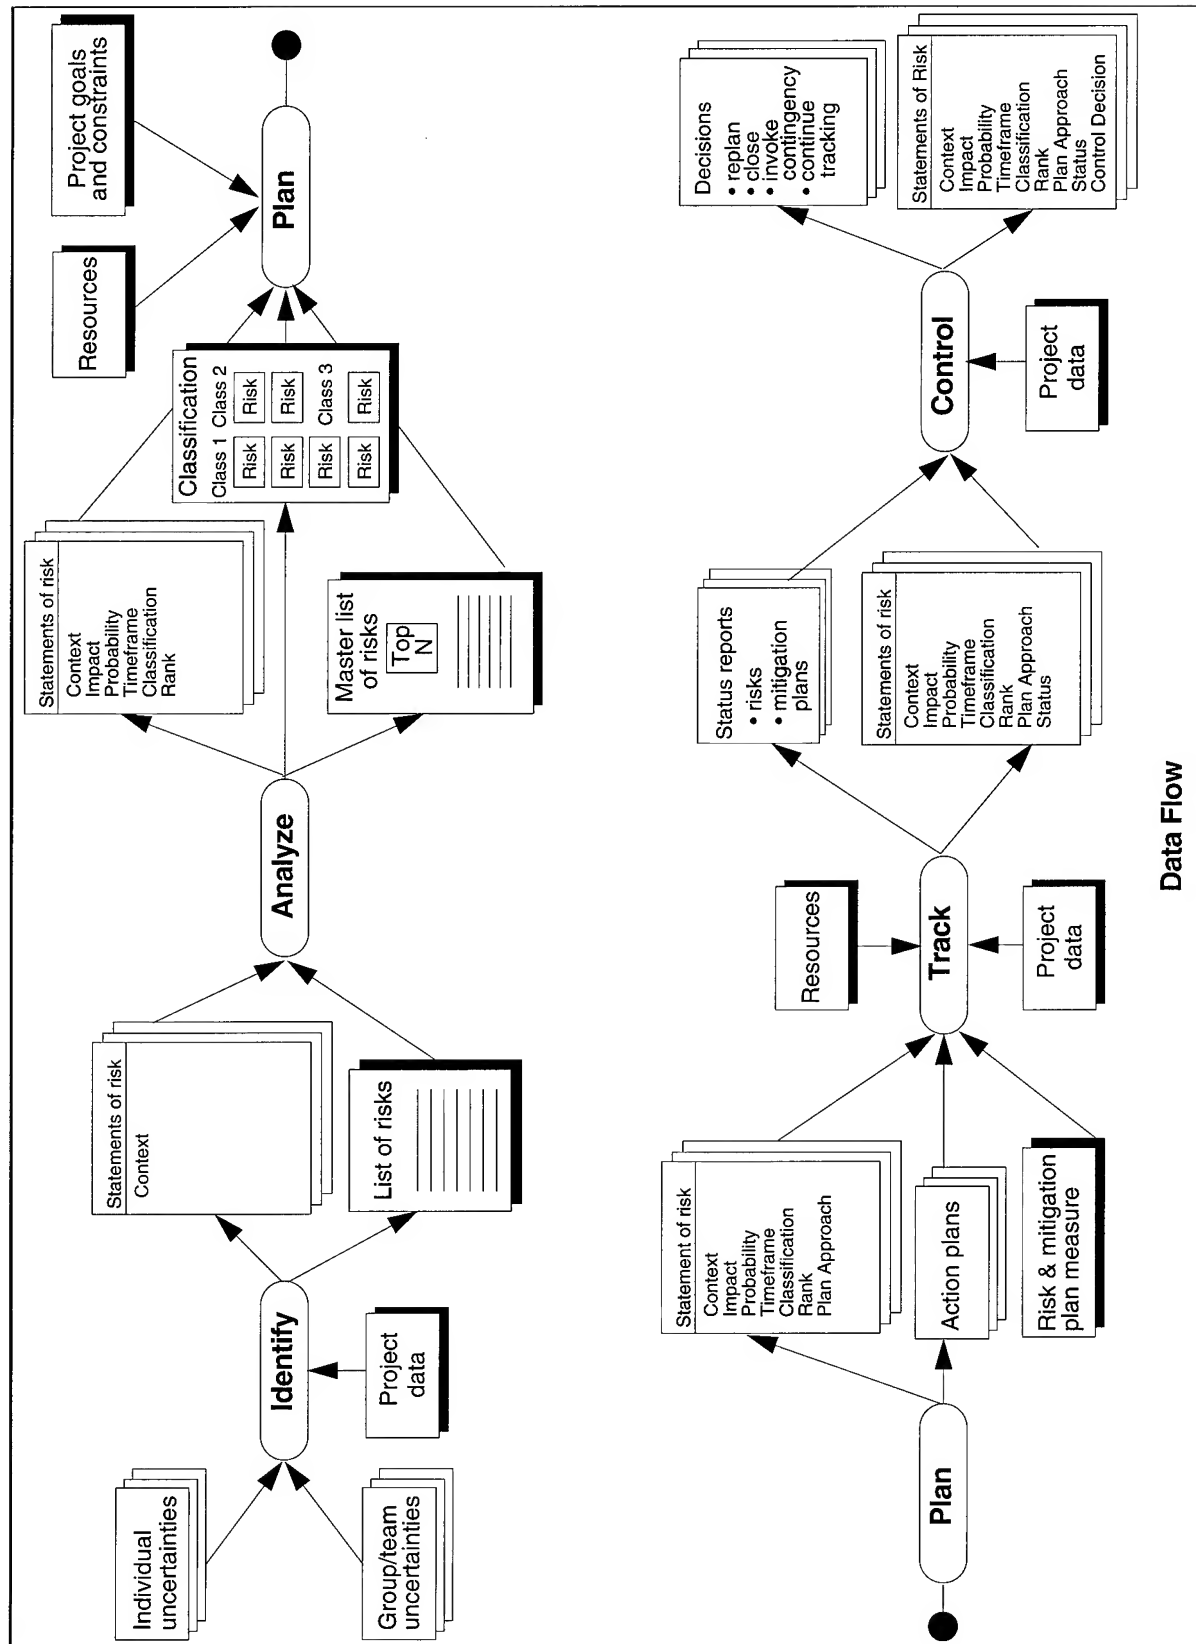 Individual
uncertainties
Group/team
uncertainties
Identify
Project
data
Statements of risk
Context
List of risks
Analyze
Statements of risk
Context
Impact
Probability
Timeframe
Classification
Rank
Master list
of risks
Top
N
Classification
Class 1 Class 2
Risk Risk
Risk Risk
Risk Class 3
Risk Risk
Resources
Project goals
and constraints
Plan
Plan
Statement of risk
Context
Impact
Probability
Timeframe
Classification
Rank
Plan Approach
Action plans
Risk & mitigation
plan measure
Resources
Track
Project
data
Status reports
• risks
• mitigation
plans
Statements of risk
Context
Impact
Probability
Timeframe
Classification
Rank
Plan Approach
Status
Control
Project
data
Decisions
• replan
• close
• invoke
contingency
• continue
tracking
Statements of Risk
Context
Impact
Probability
Timeframe
Classification
Rank
Plan Approach
Status
Control Decision
Data Flow